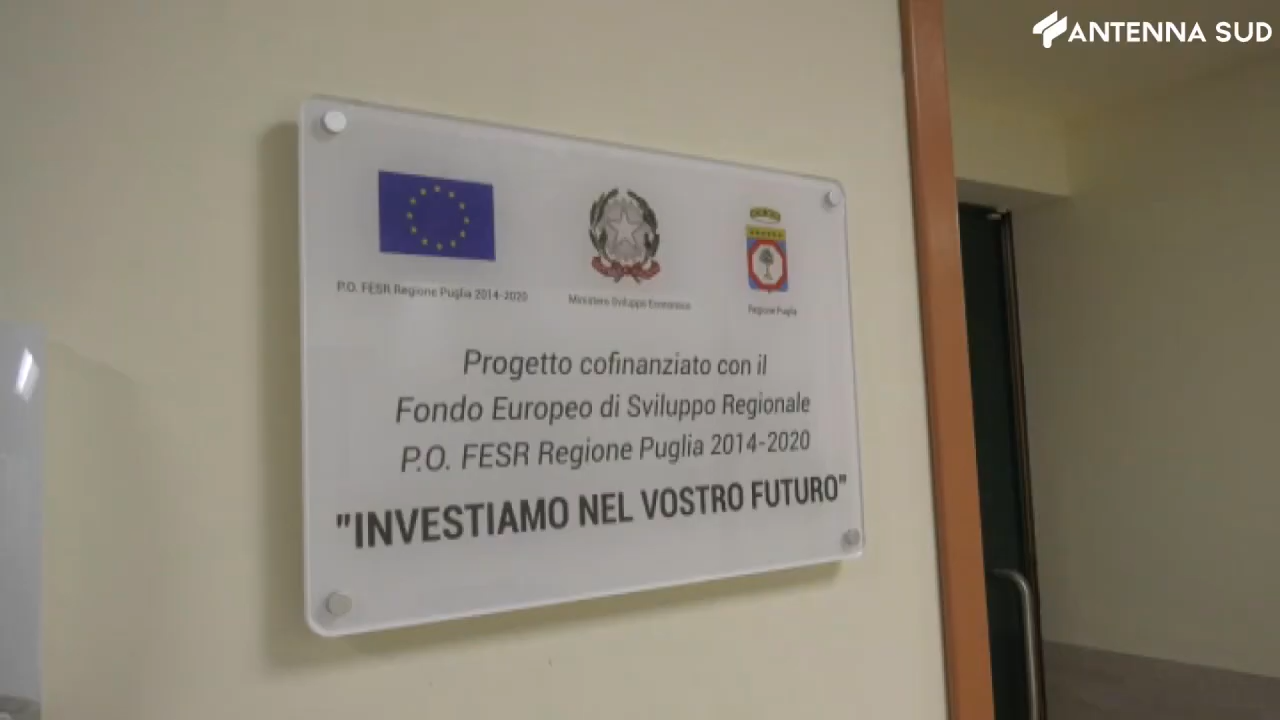 ANTENNA SUD
P.O. FESR Regione Puglia 2014-2020
Ministero Sviluppo Economico
Regione Puglia
Progetto cofinanziato con il
Fondo Europeo di Sviluppo Regionale
P.O. FESR Regione Puglia 2014-2020
"INVESTIAMO NEL VOSTRO FUTURO"